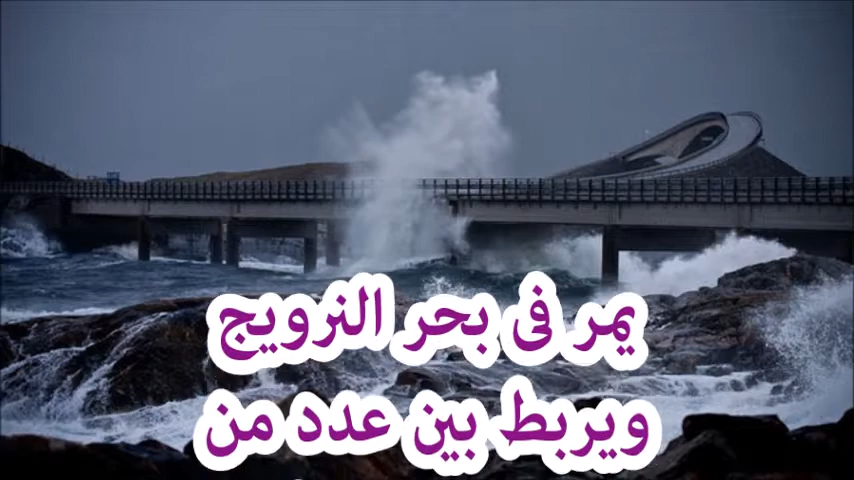 يمر فى بحر النرويج
ويربط بين عدد من